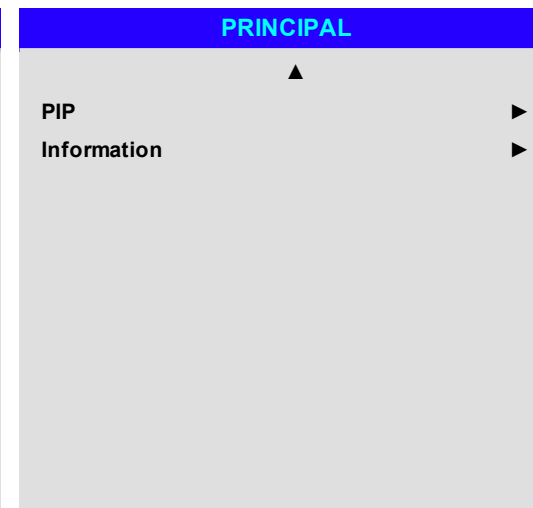 PRINCIPAL
▲
PIP ►
Information ►